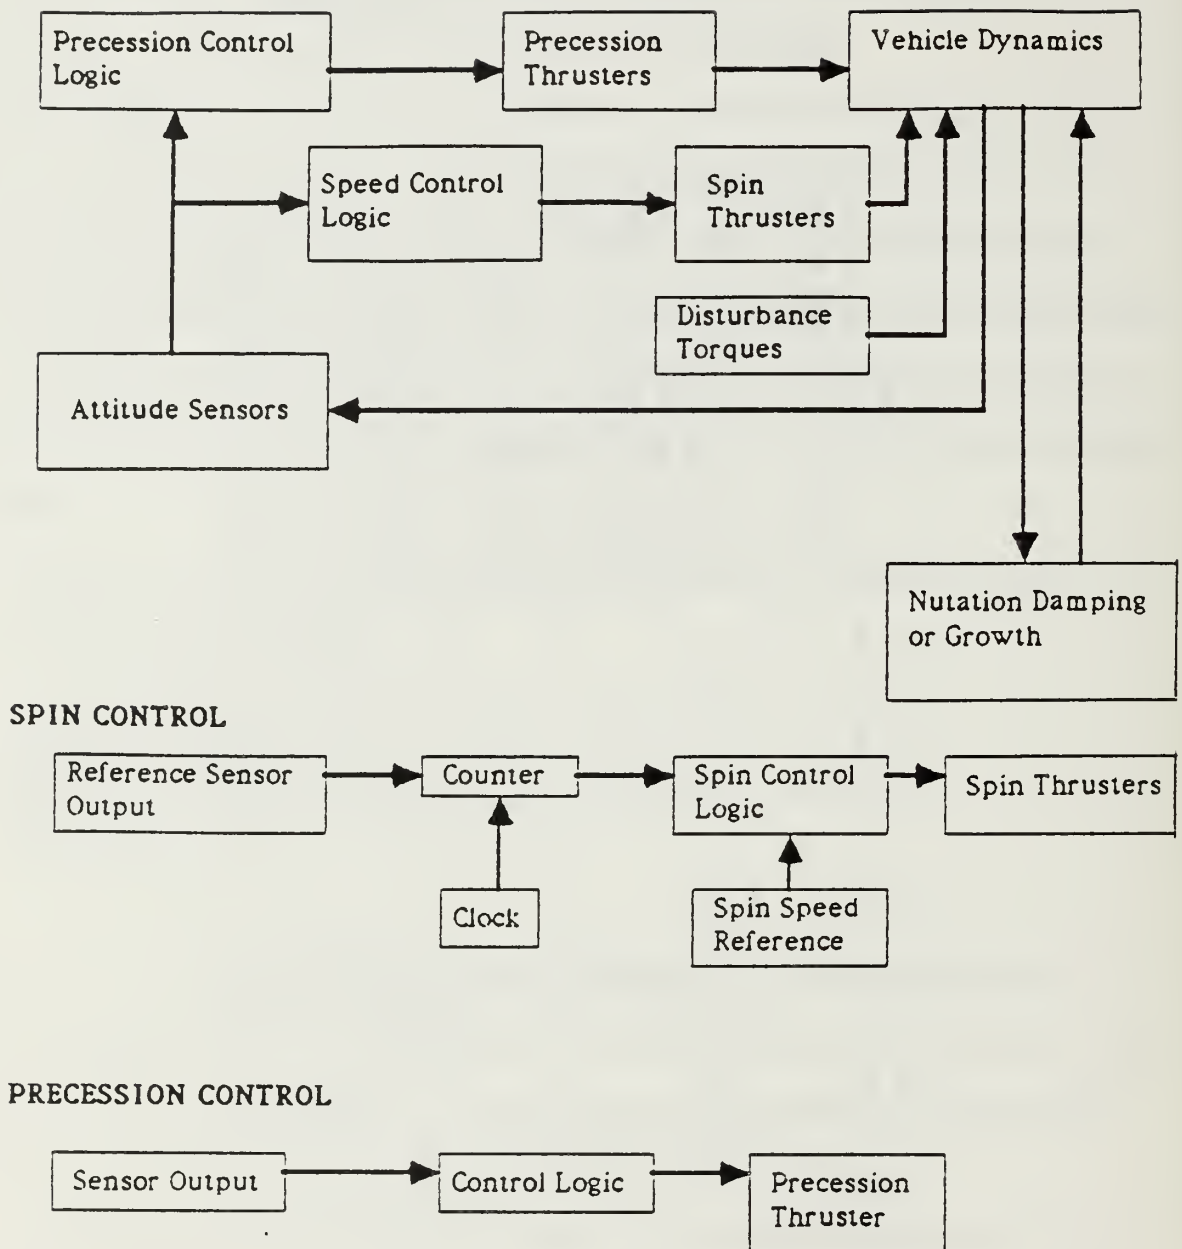 Precession Control
Logic
Precession
Thrusters
Vehicle Dynamics
Speed Control
Logic
Spin
Thrusters
Disturbance
Torques
Attitude Sensors
Nutation Damping
or Growth
SPIN CONTROL
Reference Sensor
Output
Counter
Spin Control
Logic
Spin Thrusters
Clock
Spin Speed
Reference
PRECESSION CONTROL
Sensor Output
Control Logic
Precession
Thruster